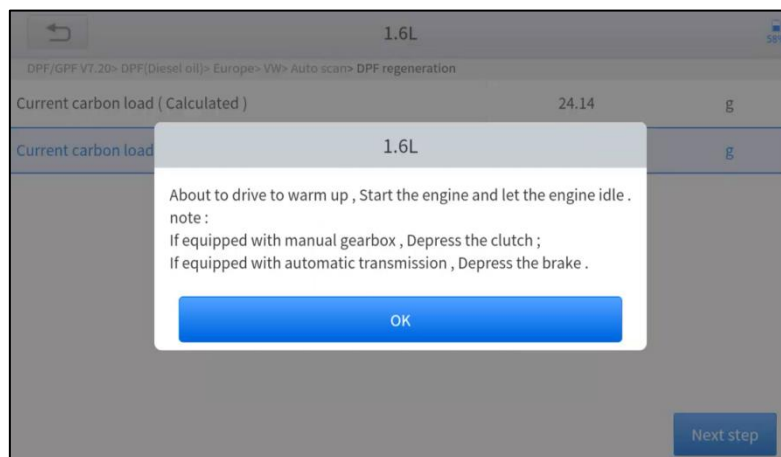 1.6L
58%
DPF/GPF V7.20> DPF(Diesel oil)> Europe> VW> Auto scan> DPF regeneration
Current carbon load ( Calculated ) 24.14 g
Current carbon load g
1.6L
About to drive to warm up , Start the engine and let the engine idle .
note :
If equipped with manual gearbox , Depress the clutch ;
If equipped with automatic transmission , Depress the brake .
OK
Next step